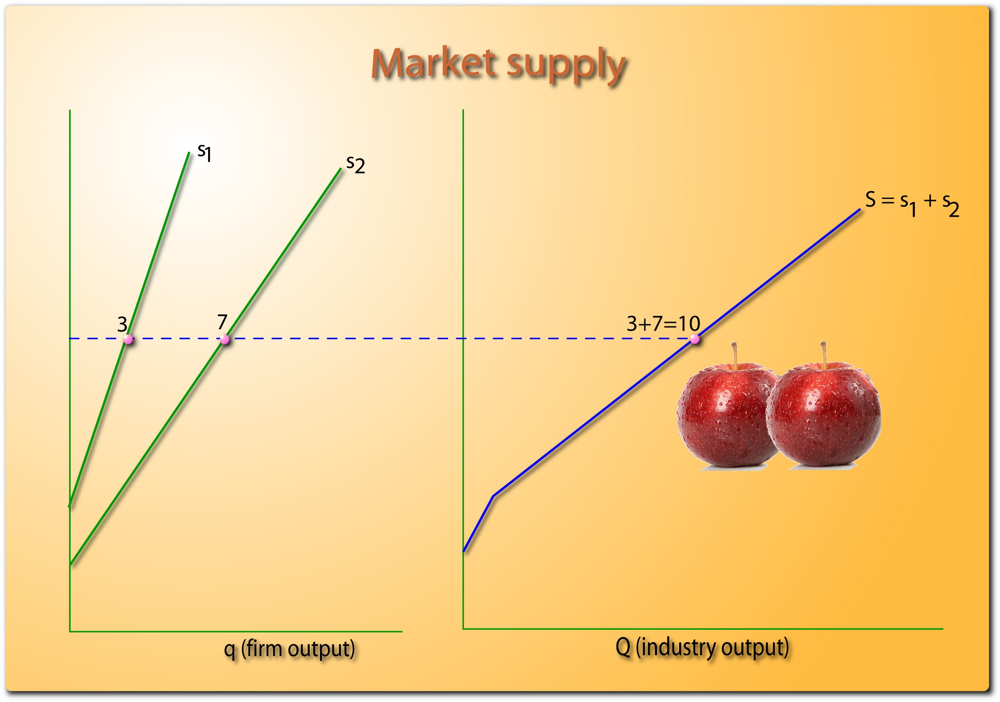 Market supply
s1
s2
S = s1 + s2
3
7
3+7=10
q (firm output)
Q (industry output)